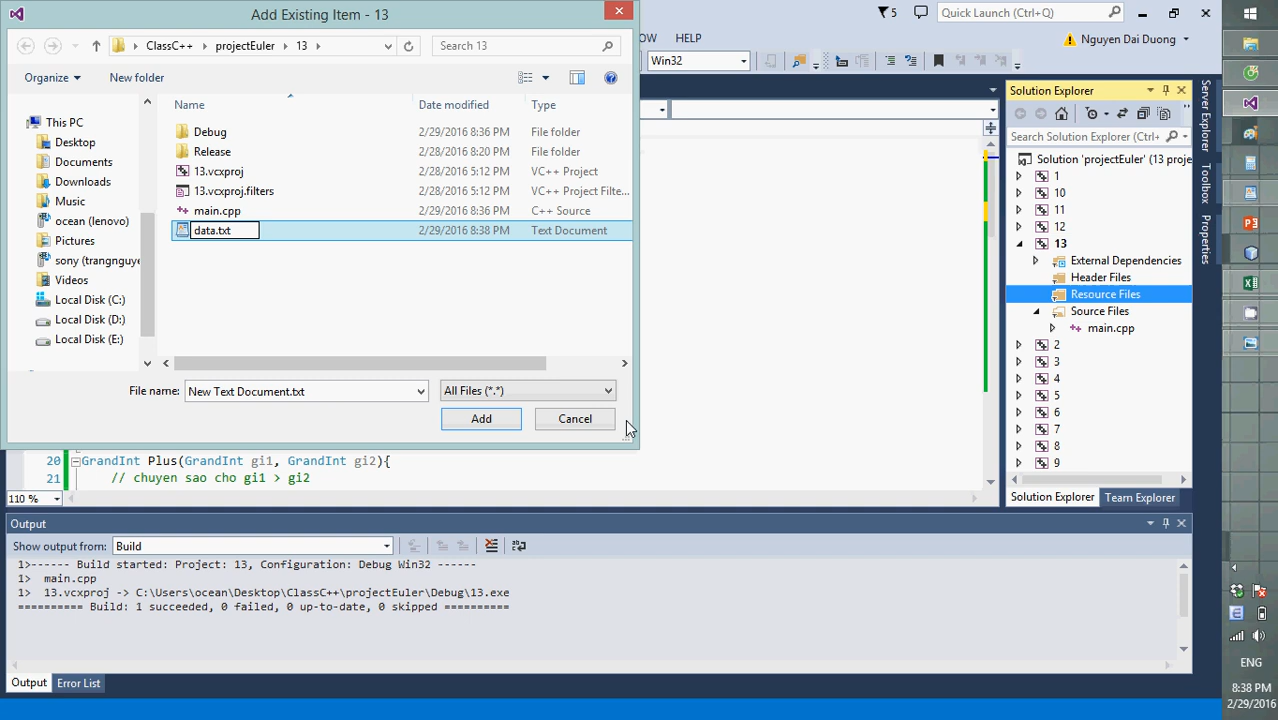 Add Existing Item - 13
5
Quick Launch (Ctrl+Q)
ClassC++
projectEuler
13
Search 13
HELP
Nguyen Dai Duong
Organize
New folder
Win32
Name
Date modified
Type
Solution Explorer
This PC
Desktop
Documents
Downloads
Music
ocean (lenovo)
Pictures
sony (trangnguye
Videos
Local Disk (C:)
Local Disk (D:)
Local Disk (E:)
Debug 2/29/2016 8:36 PM File folder
Release 2/28/2016 8:20 PM File folder
13.vcxproj 2/28/2016 5:12 PM VC++ Project
13.vcxproj.filters 2/28/2016 5:12 PM VC++ Project Filte...
main.cpp 2/29/2016 8:36 PM C++ Source
data.txt 2/29/2016 8:38 PM Text Document
File name: New Text Document.txt
All Files (*.*)
Add
Cancel
20 GrandInt Plus(GrandInt gi1, GrandInt gi2){
21 // chuyen sao cho gi1 > gi2
110 %
Search Solution Explorer (Ctrl+
Solution 'projectEuler' (13 proje
1
10
11
12
13
External Dependencies
Header Files
Resource Files
Source Files
main.cpp
2
3
4
5
6
7
8
9
Solution Explorer
Team Explorer
Server Explorer
Toolbox
Properties
Output
Show output from: Build
1>------ Build started: Project: 13, Configuration: Debug Win32 ------
1> main.cpp
1> 13.vcxproj -> C:\Users\ocean\Desktop\ClassC++\projectEuler\Debug\13.exe
========== Build: 1 succeeded, 0 failed, 0 up-to-date, 0 skipped ==========
Output
Error List
ENG
8:38 PM
2/29/2016